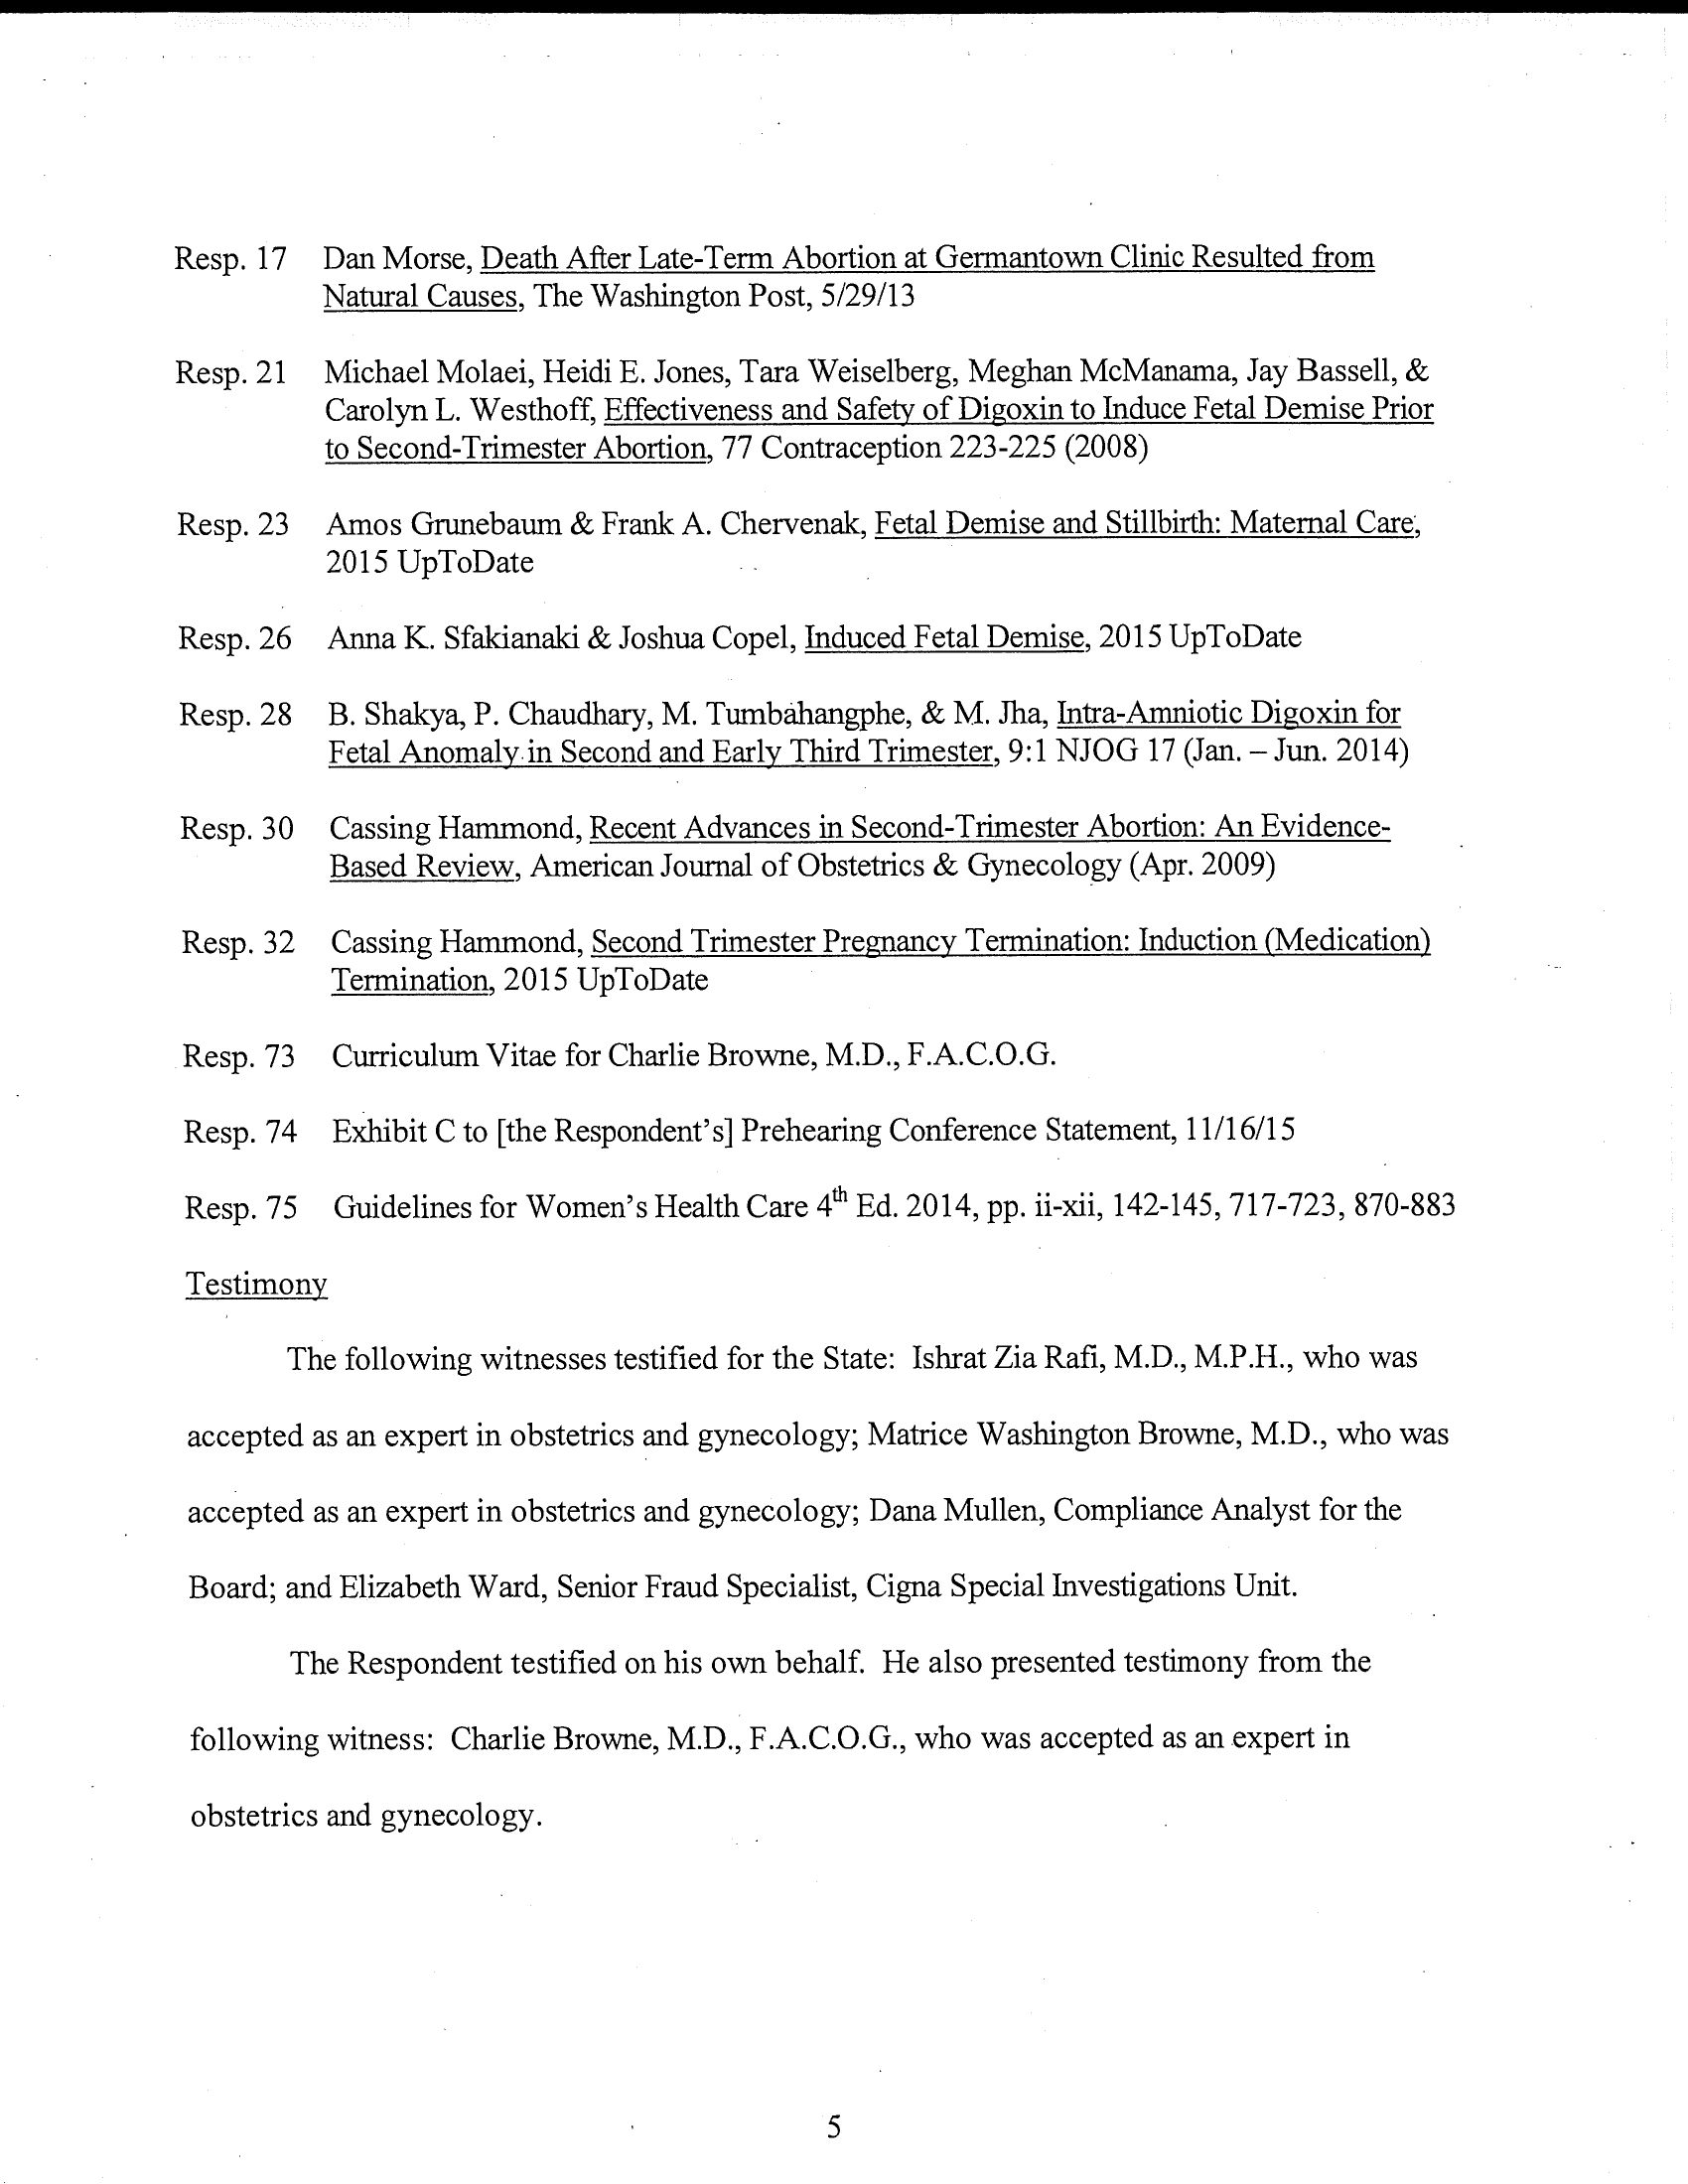 Resp. 17 Dan Morse, Death After Late-Term Abortion at Germantown Clinic Resulted from
Natural Causes, The Washington Post, 5/29/13
Resp. 21 Michael Molaei, Heidi E. Jones, Tara Weiselberg, Meghan McManama, Jay Bassell, &
Carolyn L. Westhoff, Effectiveness and Safety of Digoxin to Induce Fetal Demise Prior
to Second-Trimester Abortion, 77 Contraception 223-225 (2008)
Resp. 23 Amos Grunebaum & Frank A. Chervenak, Fetal Demise and Stillbirth: Maternal Care,
2015 UpToDate
Resp. 26 Anna K. Sfakianaki & Joshua Copel, Induced Fetal Demise, 2015 UpToDate
Resp. 28 B. Shakya, P. Chaudhary, M. Tumbahangphe, & M. Jha, Intra-Amniotic Digoxin for
Fetal Anomaly in Second and Early Third Trimester, 9:1 NJOG 17 (Jan. – Jun. 2014)
Resp. 30 Cassing Hammond, Recent Advances in Second-Trimester Abortion: An Evidence-
Based Review, American Journal of Obstetrics & Gynecology (Apr. 2009)
Resp. 32 Cassing Hammond, Second Trimester Pregnancy Termination: Induction (Medication)
Termination, 2015 UpToDate
Resp. 73 Curriculum Vitae for Charlie Browne, M.D., F.A.C.O.G.
Resp. 74 Exhibit C to [the Respondent's] Prehearing Conference Statement, 11/16/15
Resp. 75 Guidelines for Women's Health Care 4th Ed. 2014, pp. ii-xii, 142-145, 717-723, 870-883
Testimony
The following witnesses testified for the State: Ishrat Zia Rafi, M.D., M.P.H., who was
accepted as an expert in obstetrics and gynecology; Matrice Washington Browne, M.D., who was
accepted as an expert in obstetrics and gynecology; Dana Mullen, Compliance Analyst for the
Board; and Elizabeth Ward, Senior Fraud Specialist, Cigna Special Investigations Unit.
The Respondent testified on his own behalf. He also presented testimony from the
following witness: Charlie Browne, M.D., F.A.C.O.G., who was accepted as an expert in
obstetrics and gynecology.
5